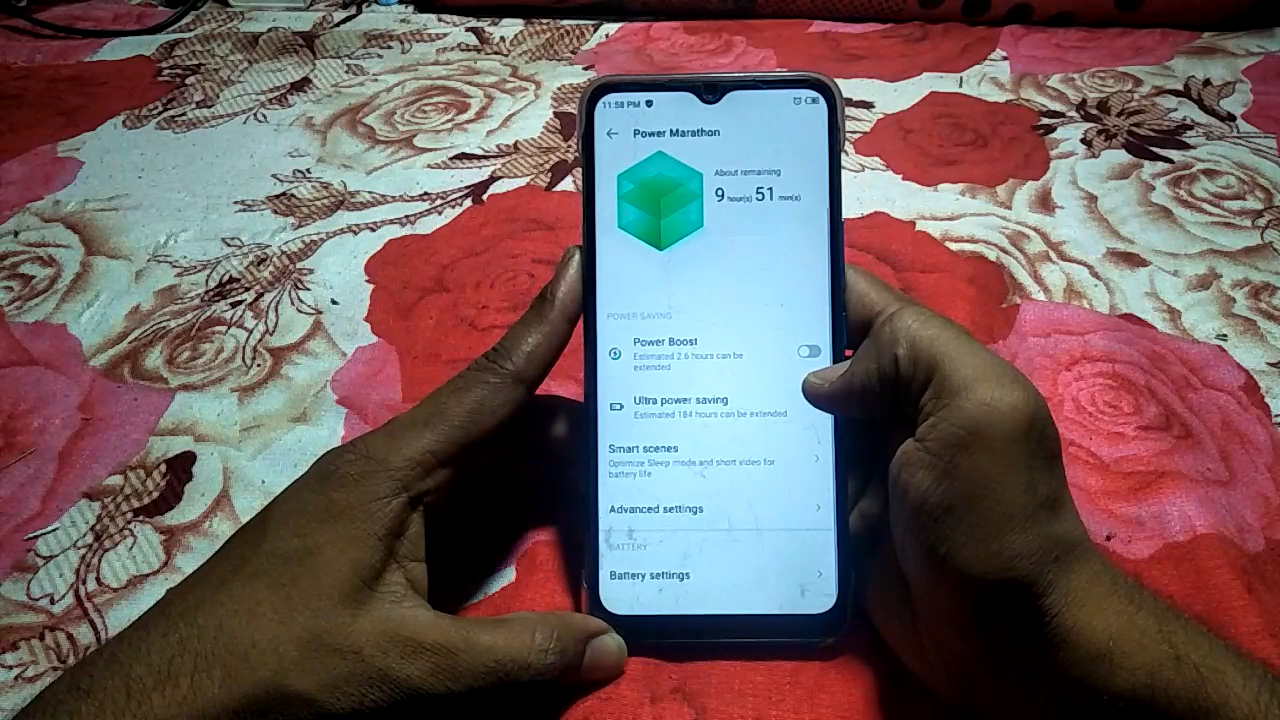 11:58 PM
Power Marathon
About remaining
9 hour(s) 51 min(s)
POWER SAVING
Power Boost
Estimated 2.6 hours can be
extended
Ultra power saving
Estimated 184 hours can be extended
Smart scenes
Optimize Sleep mode and short video for
battery life
Advanced settings
BATTERY
Battery settings